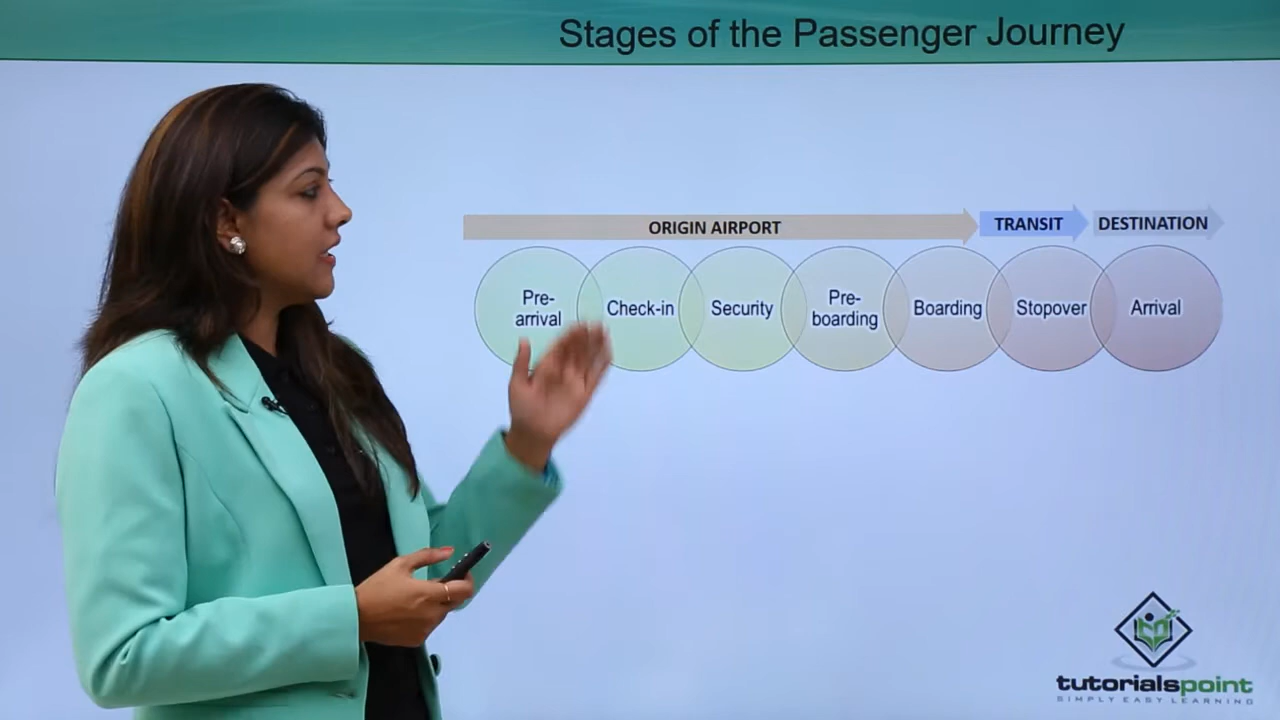 Stages of the Passenger Journey
ORIGIN AIRPORT
TRANSIT
DESTINATION
Pre-
arrival
Check-in
Security
Pre-
boarding
Boarding
Stopover
Arrival
tutorialspoint
SIMPLY EASY LEARNING